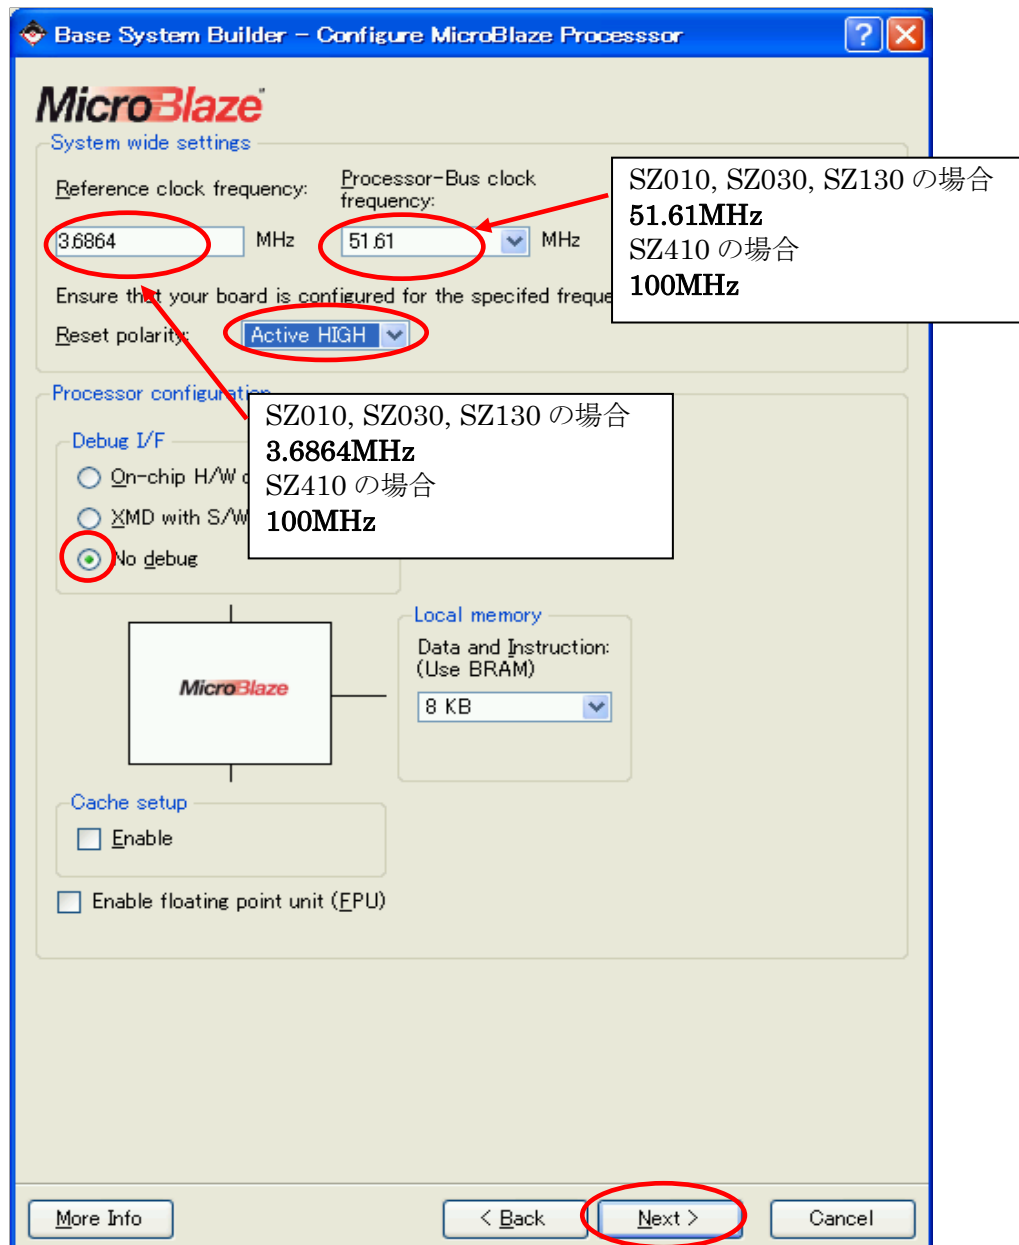 Base System Builder - Configure MicroBlaze Processsor
MicroBlaze
System wide settings
Reference clock frequency:
Processor-Bus clock
frequency:
3.6864 MHz
51.61 MHz
SZ010, SZ030, SZ130 の場合
51.61MHz
SZ410 の場合
100MHz
Ensure that your board is configured for the specifed freque
Reset polarity:
Active HIGH
Processor configuration
SZ010, SZ030, SZ130 の場合
3.6864MHz
SZ410 の場合
100MHz
Debug I/F
On-chip H/W
XMD with S/W
No debug
Local memory
Data and Instruction:
(Use BRAM)
8 KB
MicroBlaze
Cache setup
Enable
Enable floating point unit (FPU)
More Info
< Back
Next >
Cancel